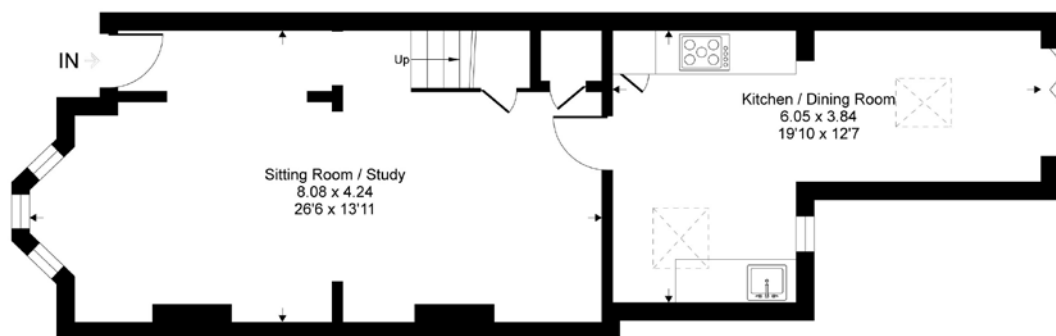 IN
Up
Kitchen / Dining Room
6.05 x 3.84
19'10 x 12'7
Sitting Room / Study
8.08 x 4.24
26'6 x 13'11